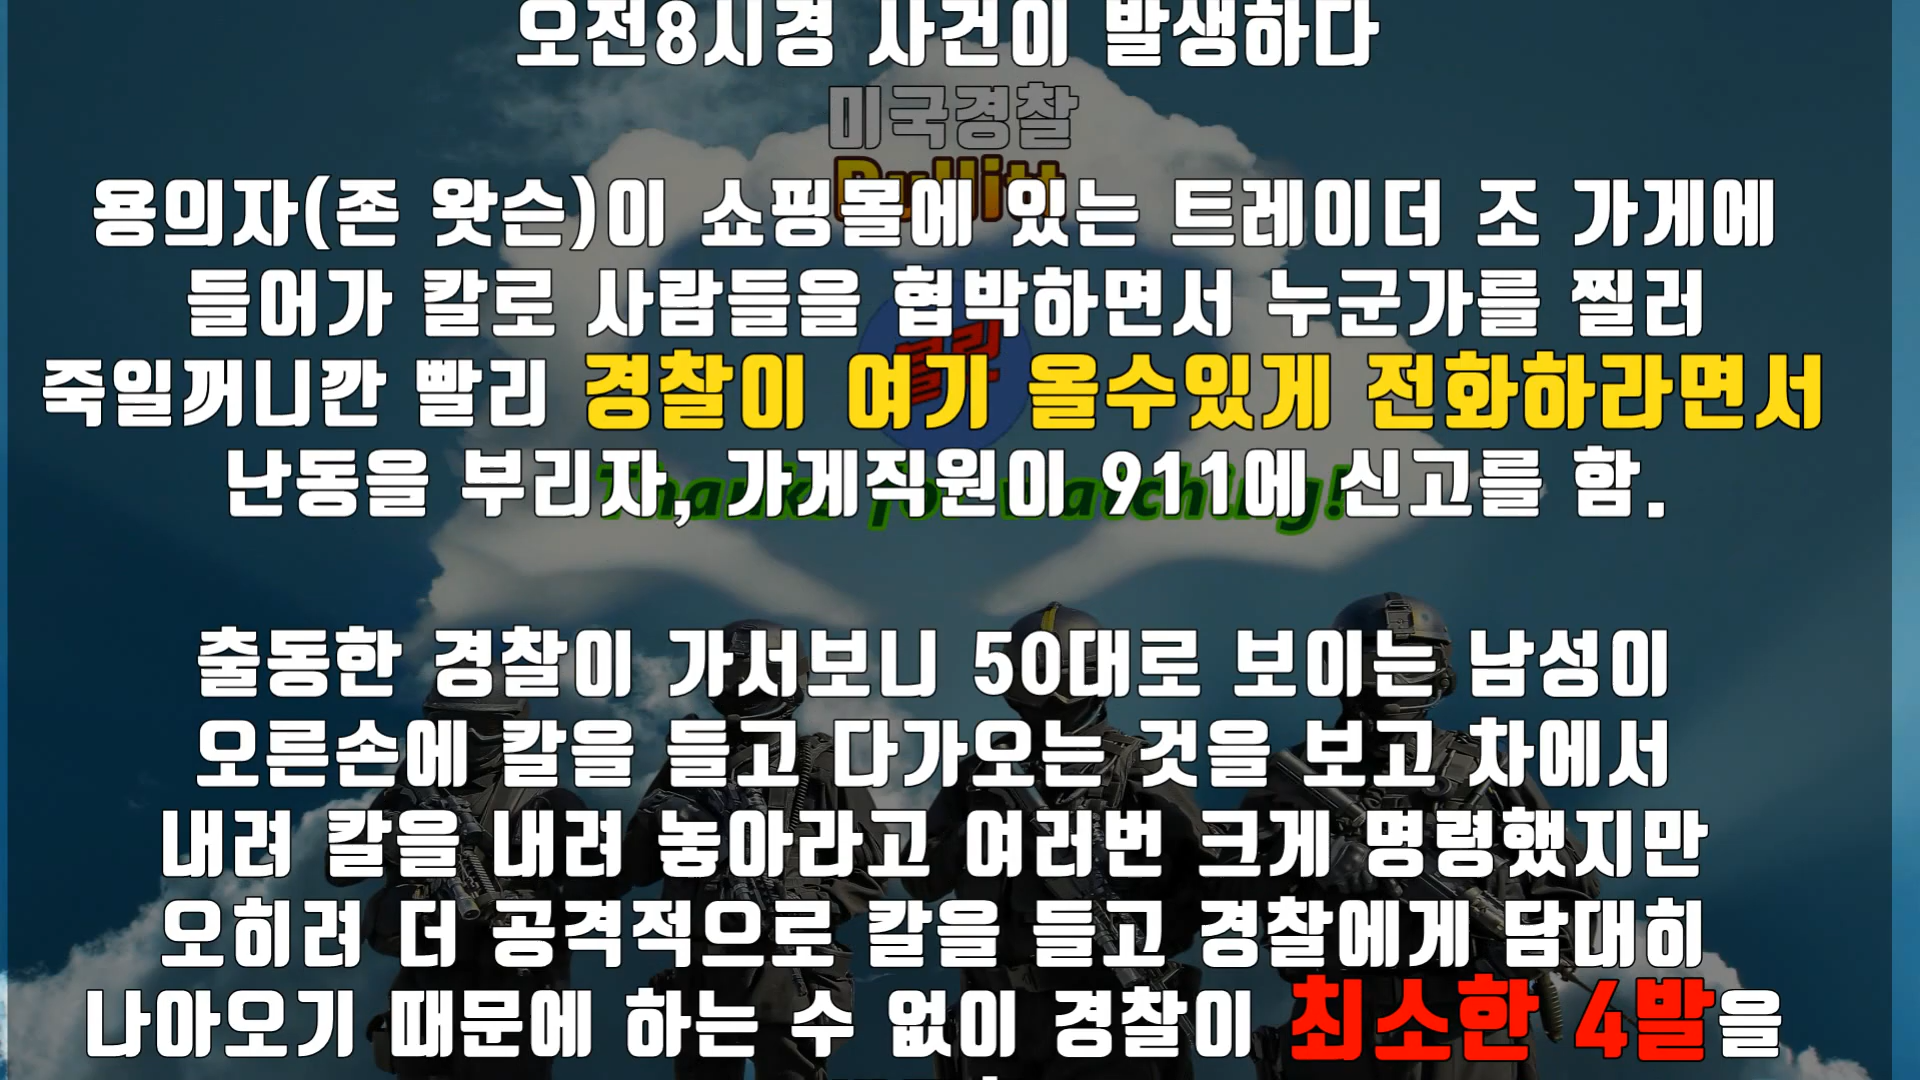 오전8시경 사건이 발생하다
미국경찰
Bullitt
용의자(존 왓슨)이 쇼핑몰에 있는 트레이더 조 가게에
들어가 칼로 사람들을 협박하면서 누군가를 찔러
죽일꺼니깐 빨리 경찰이 여기 올수있게 전화하라면서
난동을 부리자, 가게직원이 911에 신고를 함.
Thanks for watching!
출동한 경찰이 가서보니 50대로 보이는 남성이
오른손에 칼을 들고 다가오는 것을 보고 차에서
내려 칼을 내려 놓아라고 여러번 크게 명령했지만
오히려 더 공격적으로 칼을 들고 경찰에게 담대히
나아오기 때문에 하는 수 없이 경찰이 최소한 4발을